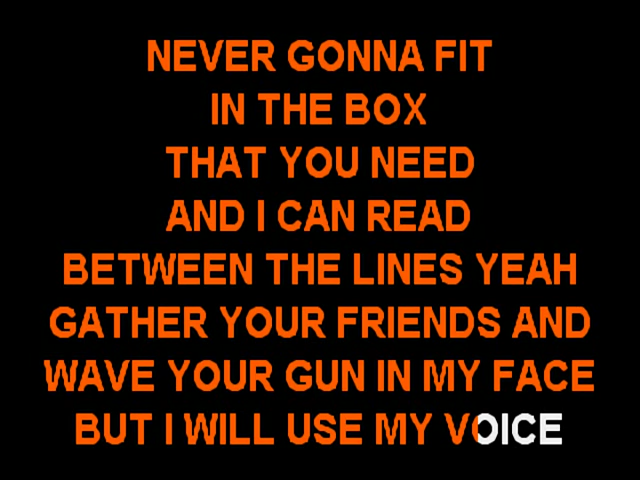 NEVER GONNA FIT
IN THE BOX
THAT YOU NEED
AND I CAN READ
BETWEEN THE LINES YEAH
GATHER YOUR FRIENDS AND
WAVE YOUR GUN IN MY FACE
BUT I WILL USE MY VOICE